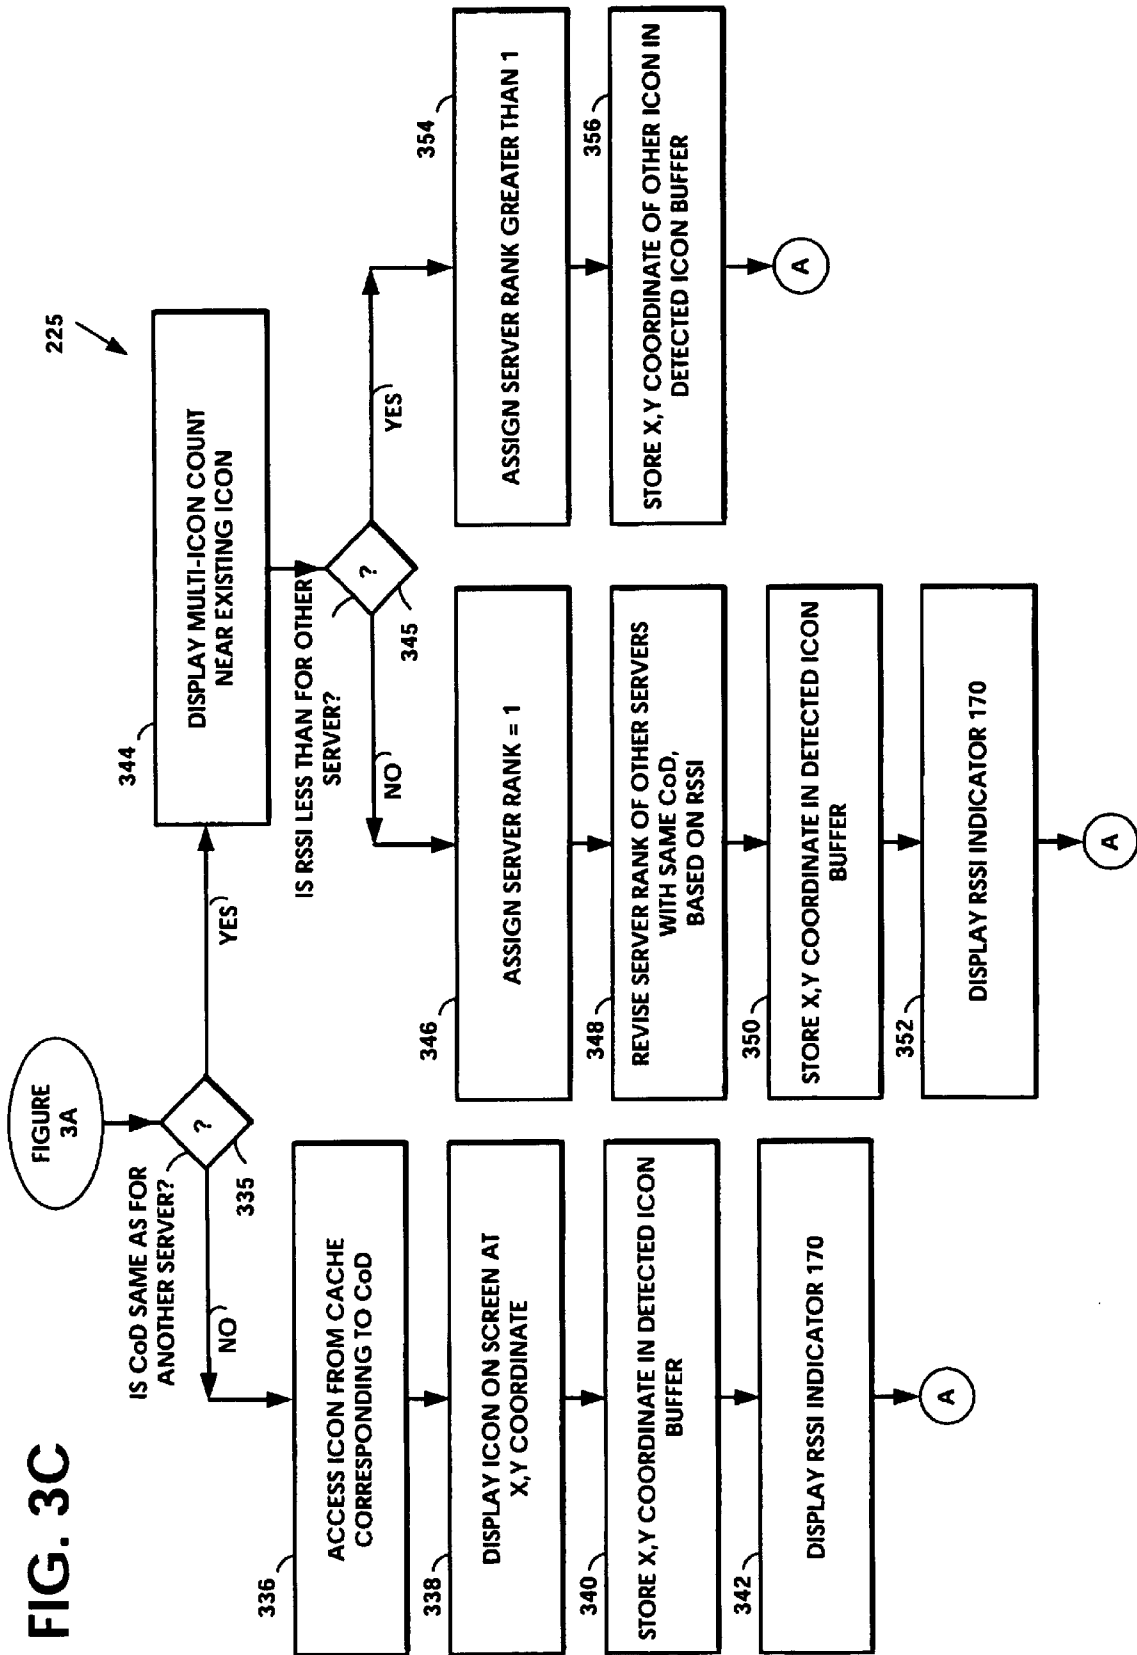 FIG. 3C
FIGURE
3A
IS CoD SAME AS FOR
ANOTHER SERVER?
?
335
NO
YES
336
ACCESS ICON FROM CACHE
CORRESPONDING TO CoD
338
DISPLAY ICON ON SCREEN AT
X,Y COORDINATE
340
STORE X,Y COORDINATE IN DETECTED ICON
BUFFER
342
DISPLAY RSSI INDICATOR 170
A
225
344
DISPLAY MULTI-ICON COUNT
NEAR EXISTING ICON
IS RSSI LESS THAN FOR OTHER
SERVER?
?
345
NO
YES
346
ASSIGN SERVER RANK = 1
348
REVISE SERVER RANK OF OTHER SERVERS
WITH SAME CoD,
BASED ON RSSI
350
STORE X,Y COORDINATE IN DETECTED ICON
BUFFER
352
DISPLAY RSSI INDICATOR 170
A
354
ASSIGN SERVER RANK GREATER THAN 1
356
STORE X,Y COORDINATE OF OTHER ICON IN
DETECTED ICON BUFFER
A